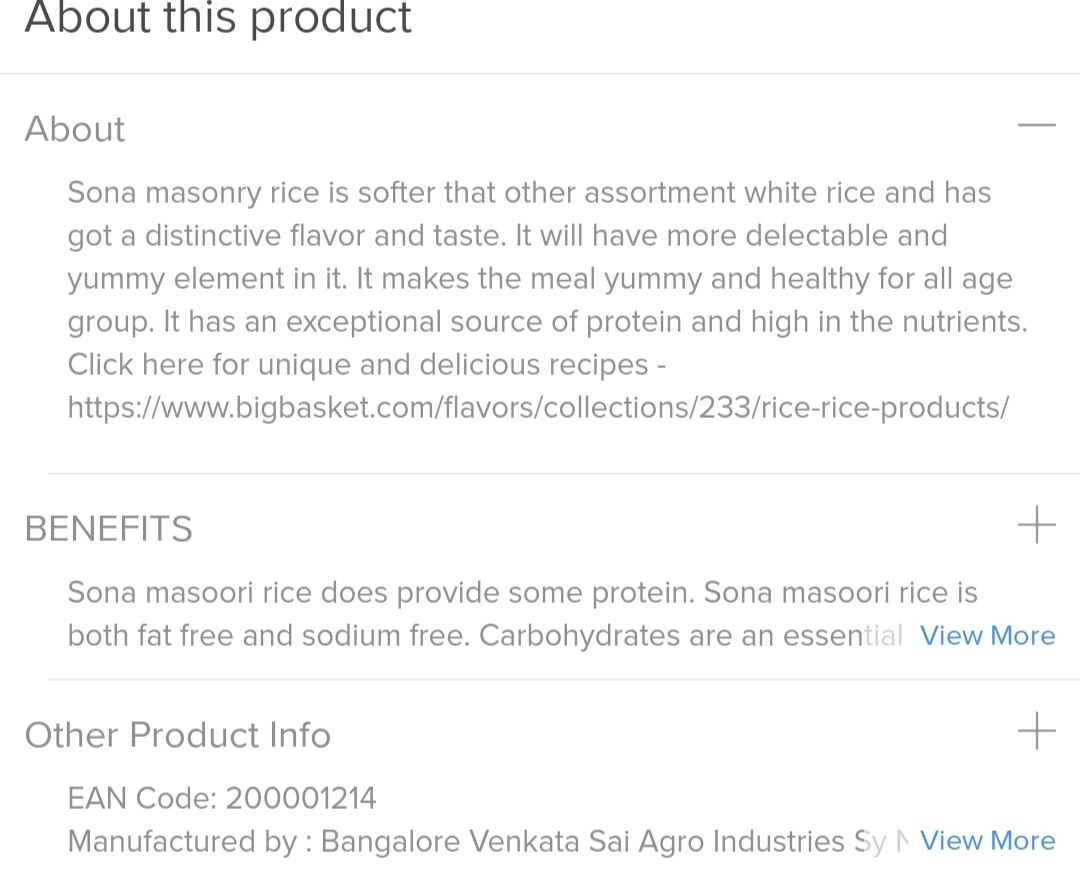 About this product
About
Sona masonry rice is softer that other assortment white rice and has
got a distinctive flavor and taste. It will have more delectable and
yummy element in it. It makes the meal yummy and healthy for all age
group. It has an exceptional source of protein and high in the nutrients.
Click here for unique and delicious recipes -
https://www.bigbasket.com/flavors/collections/233/rice-rice-products/
BENEFITS
Sona masoori rice does provide some protein. Sona masoori rice is
both fat free and sodium free. Carbohydrates are an essential View More
Other Product Info
EAN Code: 200001214
Manufactured by : Bangalore Venkata Sai Agro Industries Sy View More